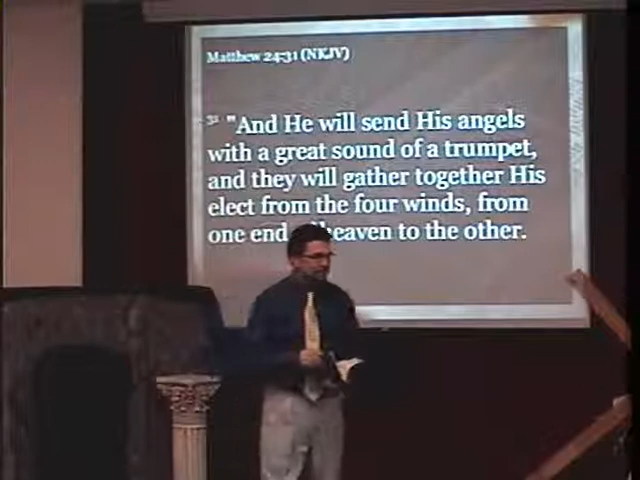 Matthew 24:31 (NKJV)
31 "And He will send His angels
with a great sound of a trumpet,
and they will gather together His
elect from the four winds, from
one end heaven to the other.